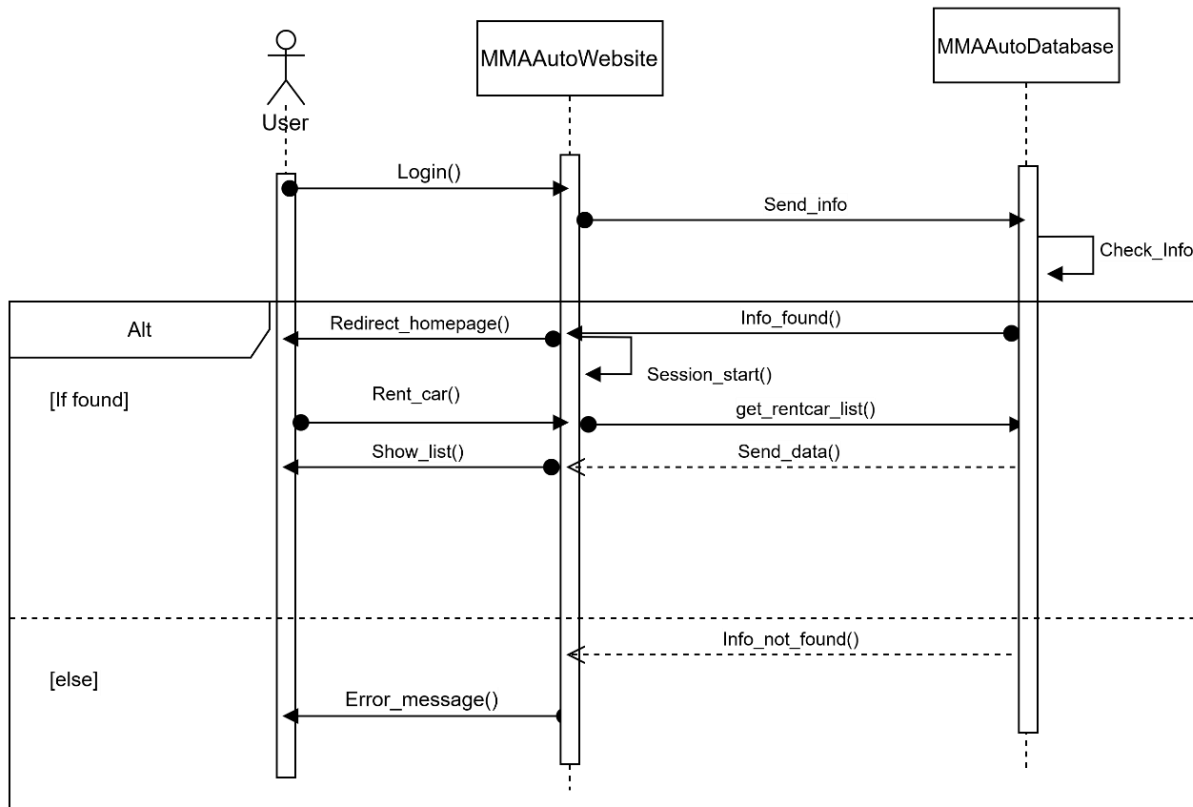 MMAAutoWebsite
MMAAutoDatabase
User
Login()
Send_info
Check_Info
Alt
Redirect_homepage()
Info_found()
Session_start()
[If found]
Rent_car()
get_rentcar_list()
Show_list()
Send_data()
Info_not_found()
[else]
Error_message()